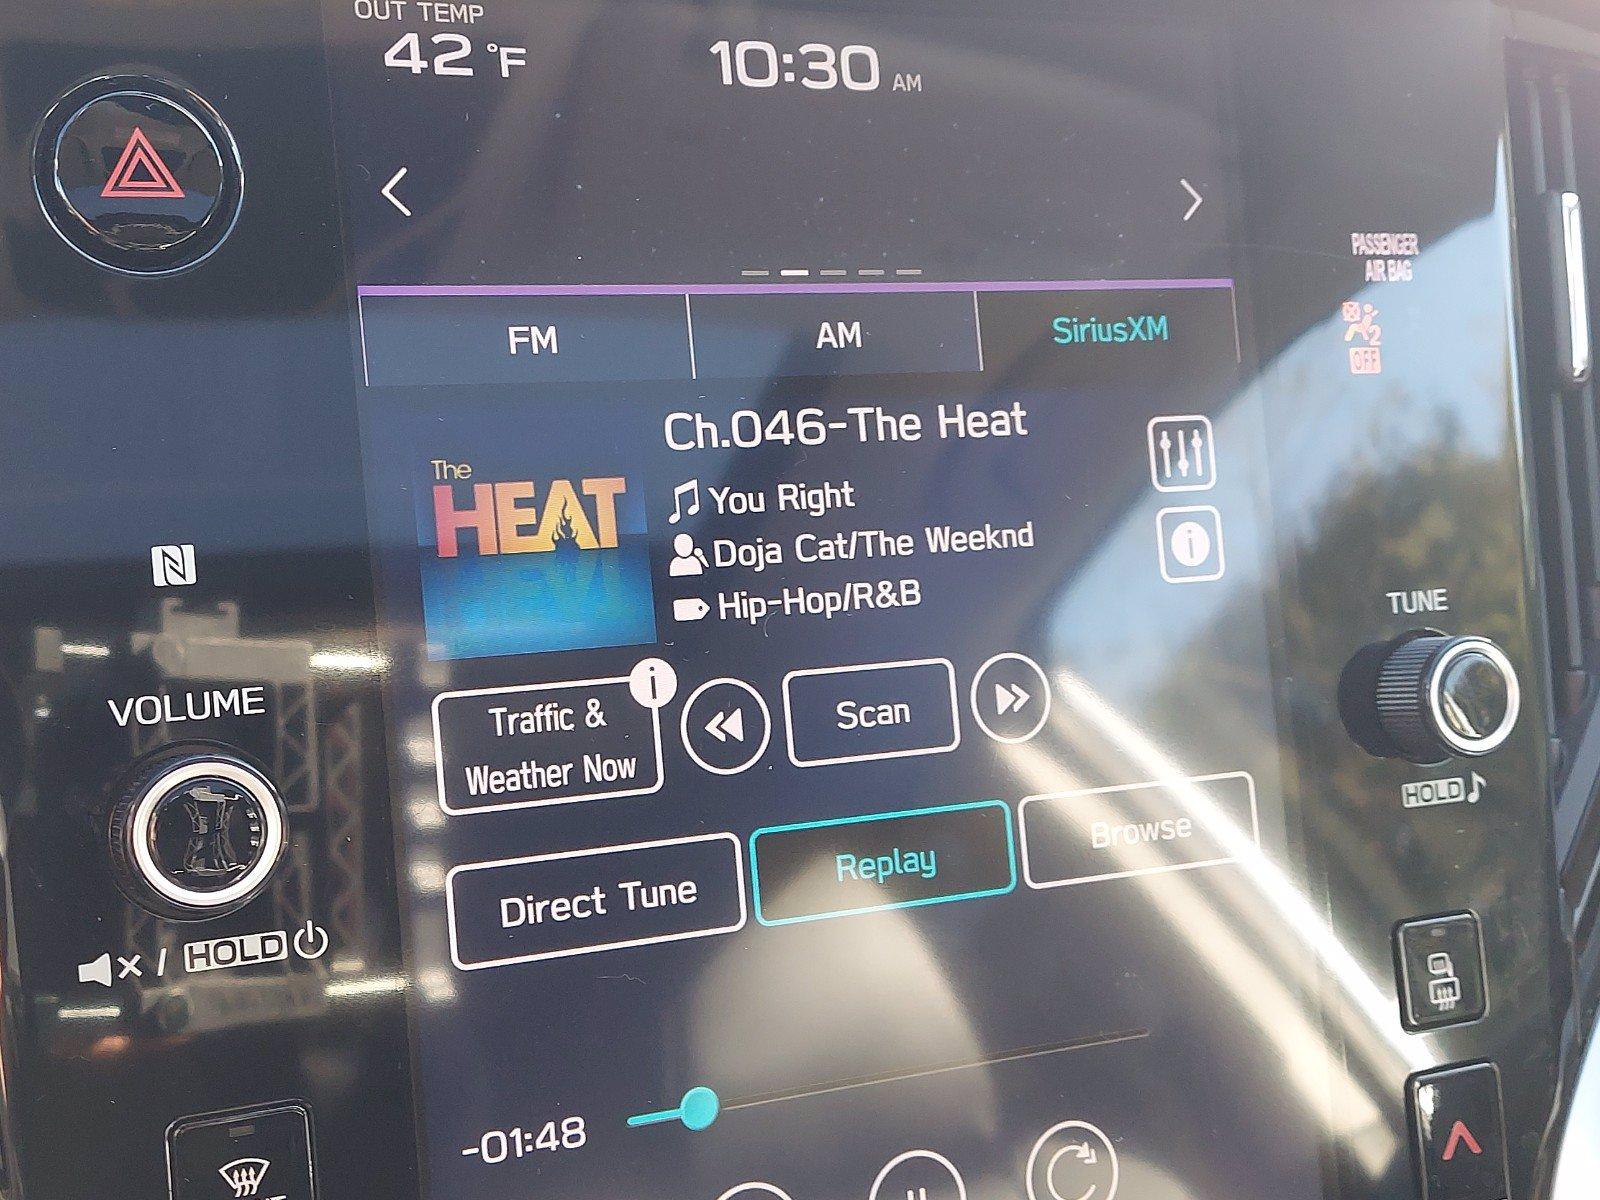 OUT TEMP
42 °F
10:30 AM
PASSENGER
AIR BAG
2
OFF
FM
AM
SiriusXM
Ch.046-The Heat
The
HEAT
You Right
Doja Cat/The Weeknd
Hip-Hop/R&B
i
N
TUNE
HOLD
VOLUME
Traffic &
Weather Now
i
Scan
Direct Tune
Replay
Browse
/ HOLD
-01:48